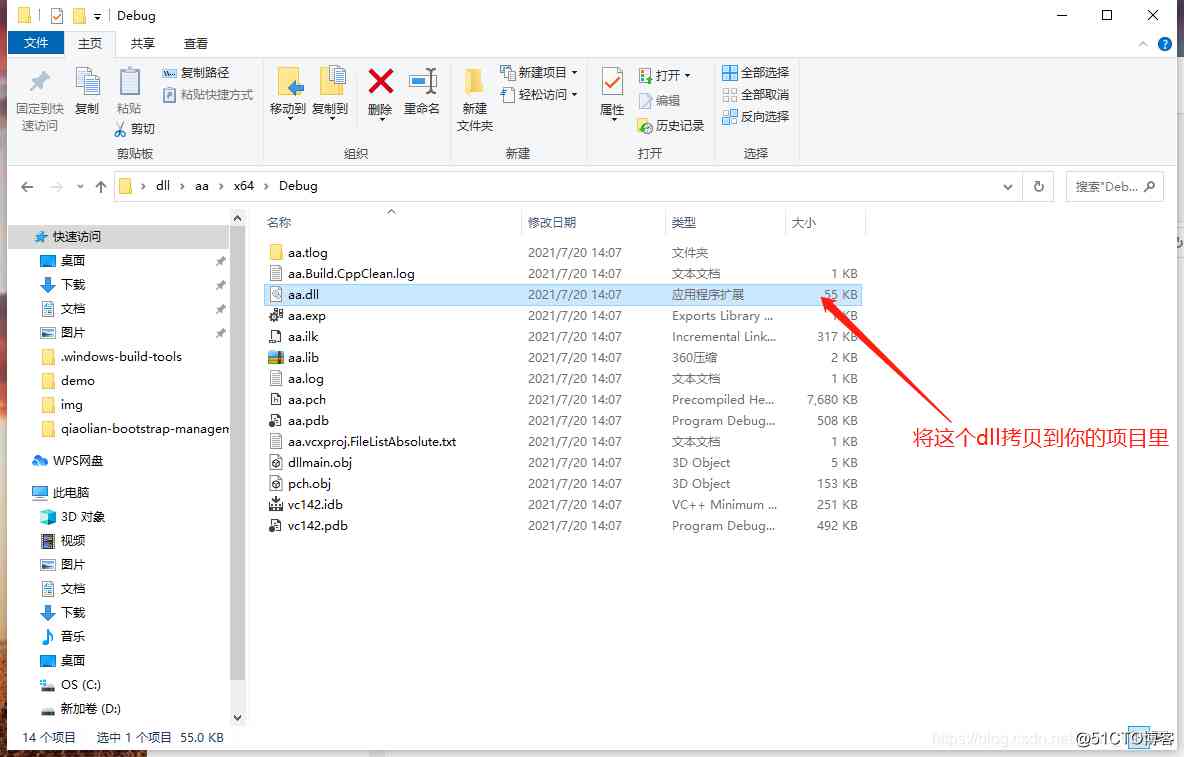 Debug
文件 主页 共享 查看
固定到快速访问
复制
粘贴
复制路径
粘贴快捷方式
剪切
剪贴板
移动到 复制到 删除 重命名
组织
新建文件夹
新建项目
轻松访问
新建
属性
打开
编辑
历史记录
打开
全部选择
全部取消
反向选择
选择
dll › aa › x64 › Debug
搜索"Deb...
快速访问
桌面
下载
文档
图片
.windows-build-tools
demo
img
qiaolian-bootstrap-managem
WPS网盘
此电脑
3D 对象
视频
图片
文档
下载
音乐
桌面
OS (C:)
新加卷 (D:)
名称 修改日期 类型 大小
aa.tlog 2021/7/20 14:07 文件夹
aa.Build.CppClean.log 2021/7/20 14:07 文本文档 1 KB
aa.dll 2021/7/20 14:07 应用程序扩展 55 KB
aa.exp 2021/7/20 14:07 Exports Library ... KB
aa.ilk 2021/7/20 14:07 Incremental Link... 317 KB
aa.lib 2021/7/20 14:07 360压缩 2 KB
aa.log 2021/7/20 14:07 文本文档 1 KB
aa.pch 2021/7/20 14:07 Precompiled He... 7,680 KB
aa.pdb 2021/7/20 14:07 Program Debug... 508 KB
aa.vcxproj.FileListAbsolute.txt 2021/7/20 14:07 文本文档 1 KB
dllmain.obj 2021/7/20 14:07 3D Object 5 KB
pch.obj 2021/7/20 14:07 3D Object 153 KB
vc142.idb 2021/7/20 14:07 VC++ Minimum ... 251 KB
vc142.pdb 2021/7/20 14:07 Program Debug... 492 KB
将这个dll拷贝到你的项目里
14 个项目 选中 1 个项目 55.0 KB
https://blog.csdn.net
@51CTO博客